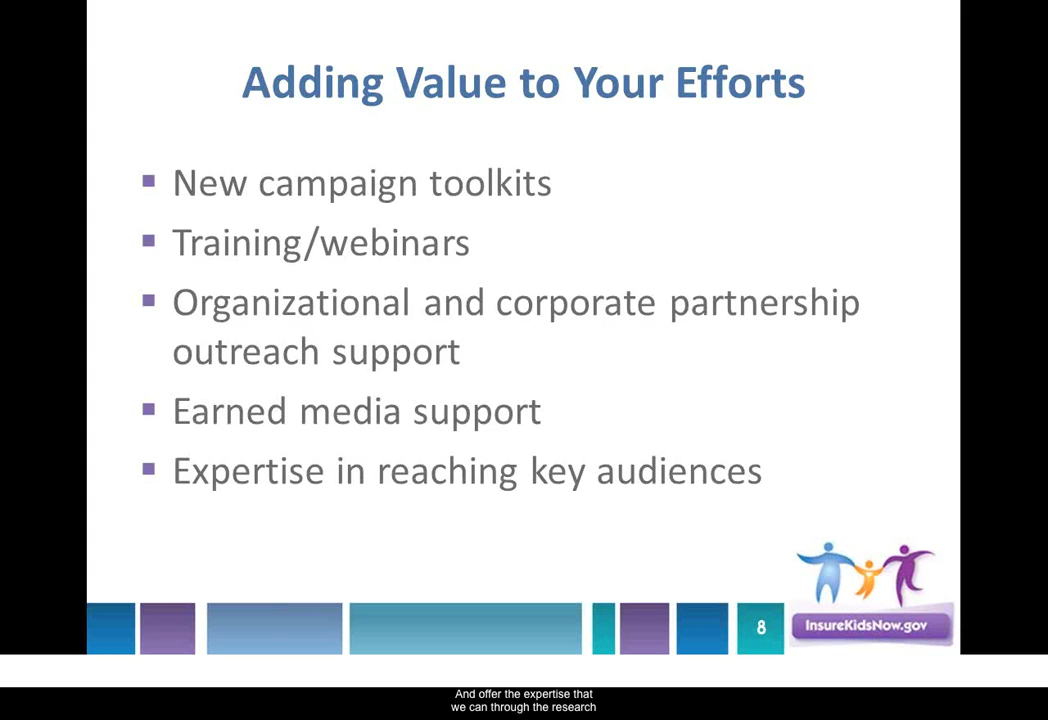 Adding Value to Your Efforts
▪ New campaign toolkits
▪ Training/webinars
▪ Organizational and corporate partnership
outreach support
▪ Earned media support
▪ Expertise in reaching key audiences
8
InsureKidsNow.gov
And offer the expertise that
we can through the research